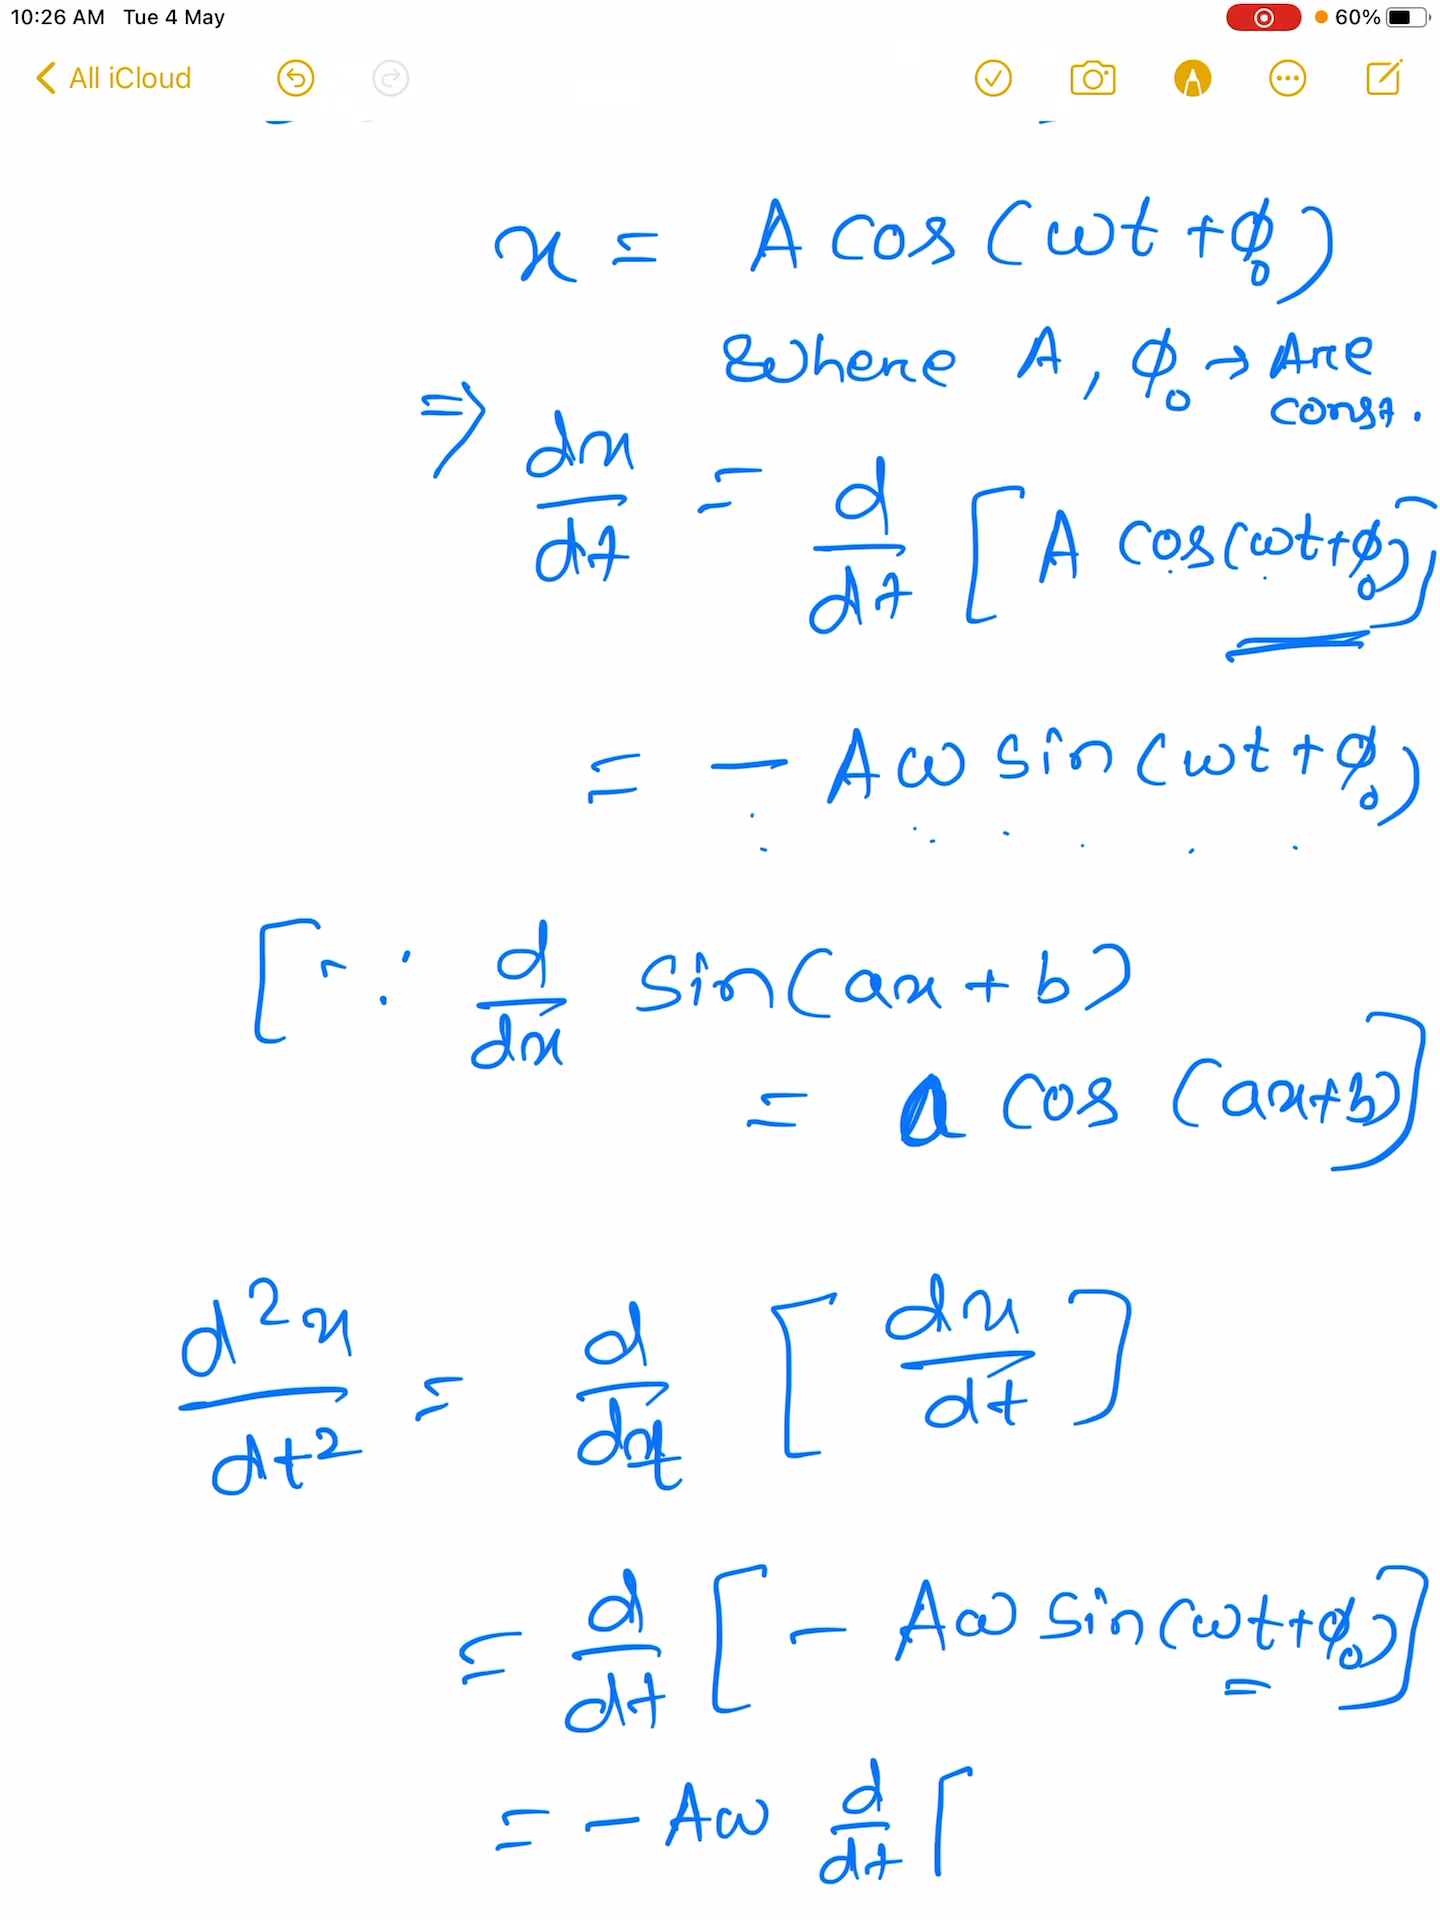 10:26 AM Tue 4 May 60%
All iCloud
x = A cos (ωt + ϕ₀)
where A, ϕ₀ → Are
const.
⇒ dx/dt = d/dt [A cos(ωt+ϕ₀)]
= - Aω sin (ωt + ϕ₀)
[∵ d/dx sin(ax + b)
= a cos (ax+b)]
d²x/dt² = d/dt [dx/dt]
= d/dt [- Aω sin(ωt+ϕ₀)]
= - Aω d/dt [